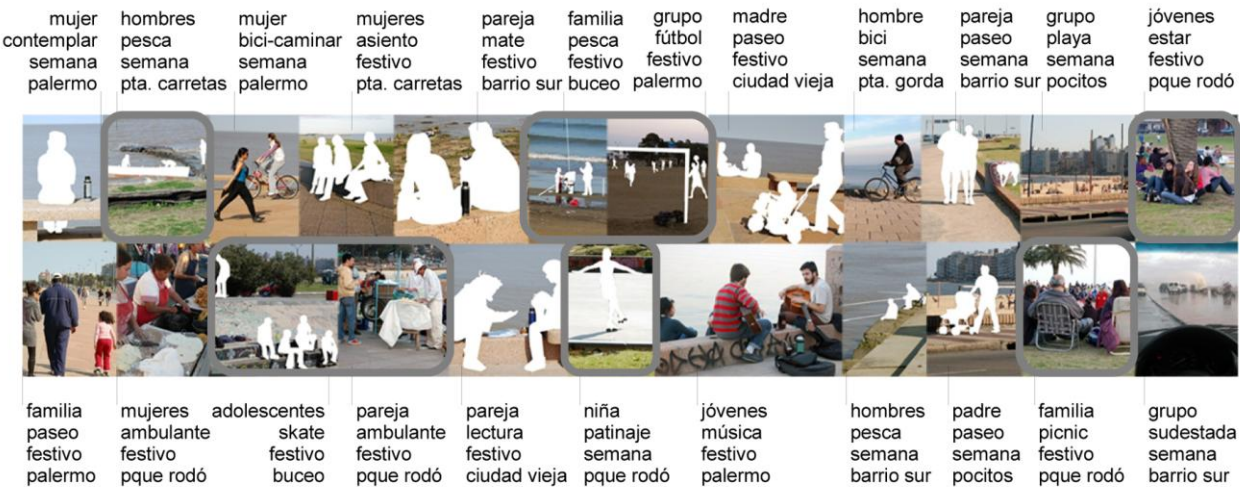 mujer
contemplar
semana
palermo
hombres
pesca
semana
pta. carretas
mujer
bici-caminar
semana
palermo
mujeres
asiento
festivo
pta. carretas
pareja
mate
festivo
barrio sur
familia
pesca
festivo
buceo
grupo
fútbol
festivo
palermo
madre
paseo
festivo
ciudad vieja
hombre
bici
semana
pta. gorda
pareja
paseo
semana
barrio sur
grupo
playa
semana
pocitos
jóvenes
estar
festivo
pque rodó
familia
paseo
festivo
palermo
mujeres
ambulante
festivo
pque rodó
adolescentes
skate
festivo
buceo
pareja
ambulante
festivo
pque rodó
pareja
lectura
festivo
ciudad vieja
niña
patinaje
semana
pque rodó
jóvenes
música
festivo
palermo
hombres
pesca
semana
barrio sur
padre
paseo
semana
pocitos
familia
picnic
festivo
pque rodó
grupo
sudestada
semana
barrio sur